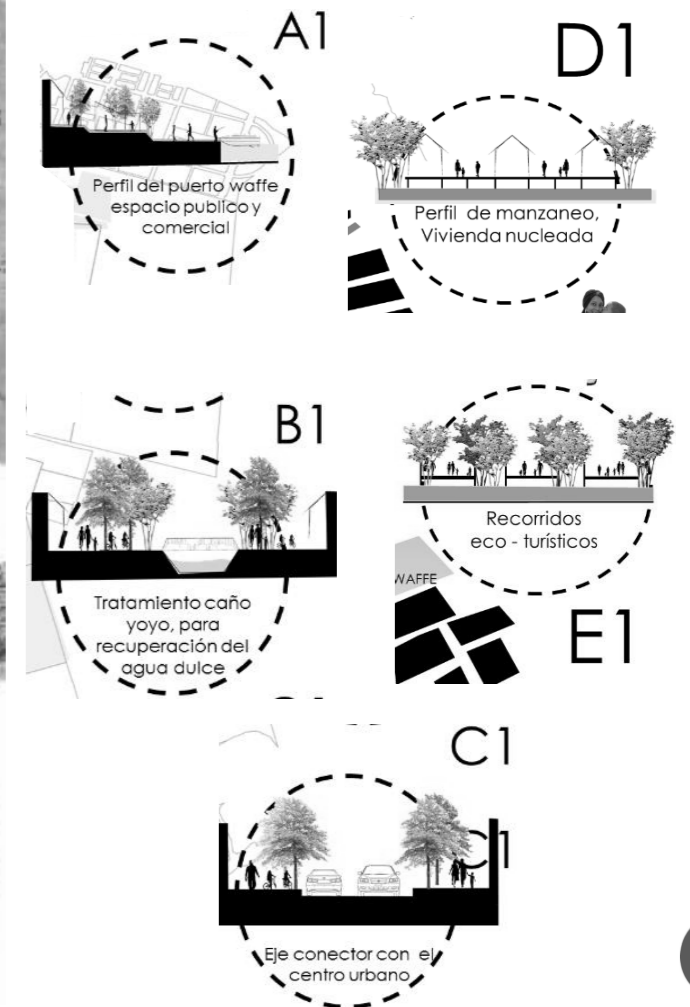 A1
Perfil del puerto waffe
espacio publico y
comercial
D1
Perfil de manzaneo,
Vivienda nucleada
B1
Tratamiento caño
yoyo, para
recuperación del
agua dulce
Recorridos
eco - turísticos
WAFFE
E1
C1
C1
Eje conector con el
centro urbano